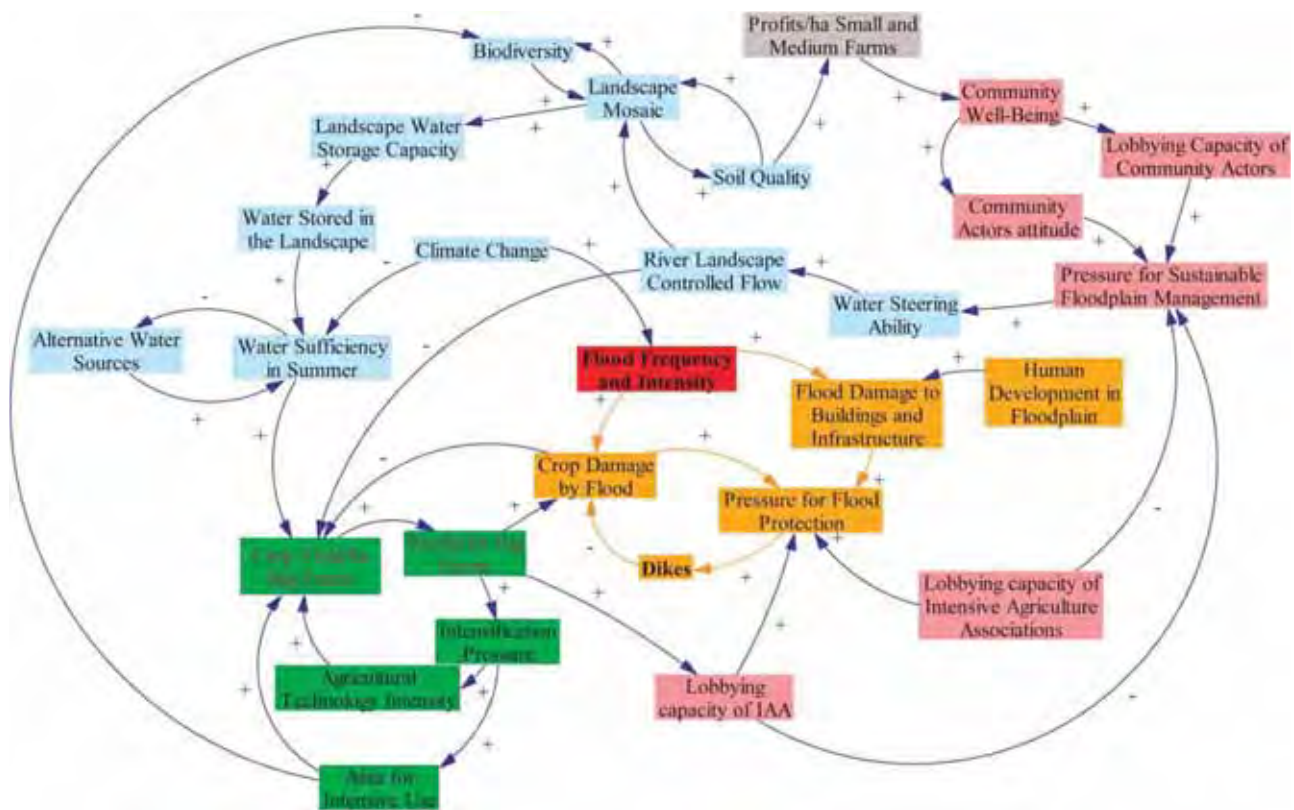 Biodiversity
Landscape
Mosaic
Profits/ha Small and
Medium Farms
Community
Well-Being
Landscape Water
Storage Capacity
Lobbying Capacity of
Community Actors
Soil Quality
Water Stored in
the Landscape
Community
Actors attitude
Climate Change
River Landscape
Controlled Flow
Pressure for Sustainable
Floodplain Management
Water Steering
Ability
Alternative Water
Sources
Water Sufficiency
in Summer
Flood Frequency
and Intensity
Flood Damage to
Buildings and
Infrastructure
Human
Development in
Floodplain
Crop Damage
by Flood
Pressure for Flood
Protection
Dikes
Lobbying capacity of
Intensive Agriculture
Associations
Intensification
Pressure
Agricultural
Technology Intensity
Lobbying
capacity of IAA
Area for
Intensive Use